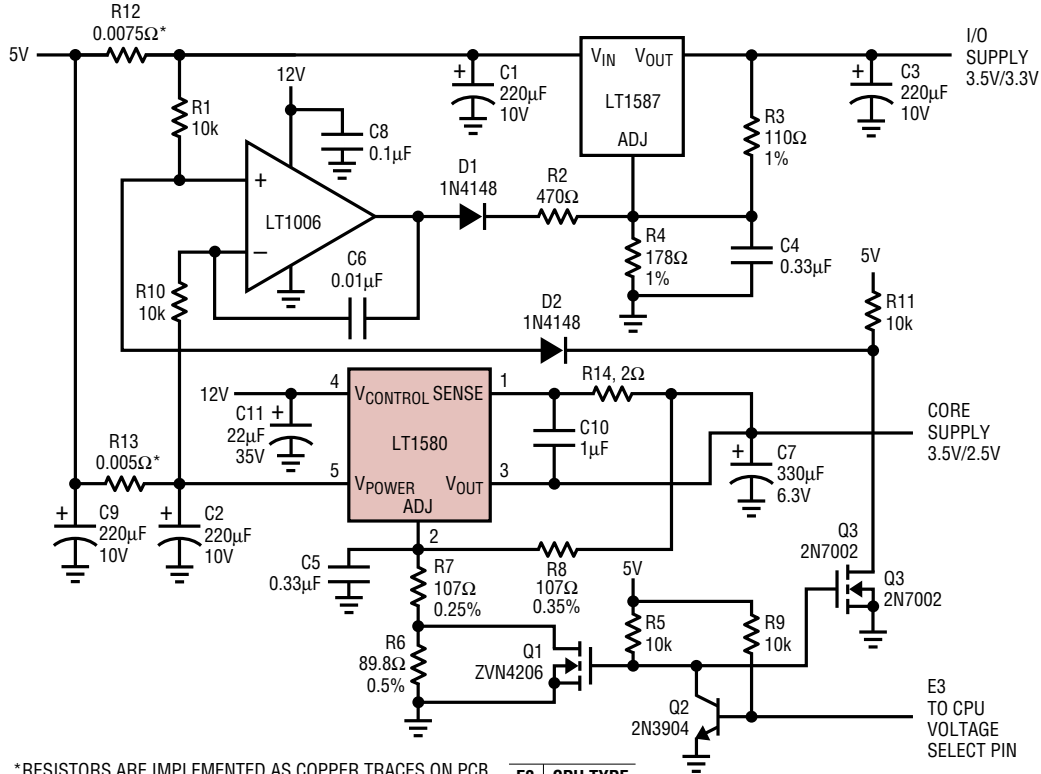 R12
0.0075Ω*
5V
R1
10k
12V
C8
0.1µF
+
C1
220µF
10V
VIN
VOUT
LT1587
ADJ
R3
110Ω
1%
+
C3
220µF
10V
I/O
SUPPLY
3.5V/3.3V
+
LT1006
–
D1
1N4148
R2
470Ω
R4
178Ω
1%
C4
0.33µF
C6
0.01µF
R10
10k
D2
1N4148
5V
R11
10k
12V
+
C11
22µF
35V
4
VCONTROL
SENSE
1
LT1580
5
VPOWER
VOUT
3
ADJ
2
R14, 2Ω
C10
1µF
+
C7
330µF
6.3V
CORE
SUPPLY
3.5V/2.5V
R13
0.005Ω*
+
C9
220µF
10V
+
C2
220µF
10V
C5
0.33µF
R7
107Ω
0.25%
R8
107Ω
0.35%
R6
89.8Ω
0.5%
Q1
ZVN4206
5V
R5
10k
R9
10k
Q3
2N7002
Q3
2N7002
Q2
2N3904
E3
TO CPU
VOLTAGE
SELECT PIN
*RESISTORS ARE IMPLEMENTED AS COPPER TRACES ON PCB
E3
CPU TYPE